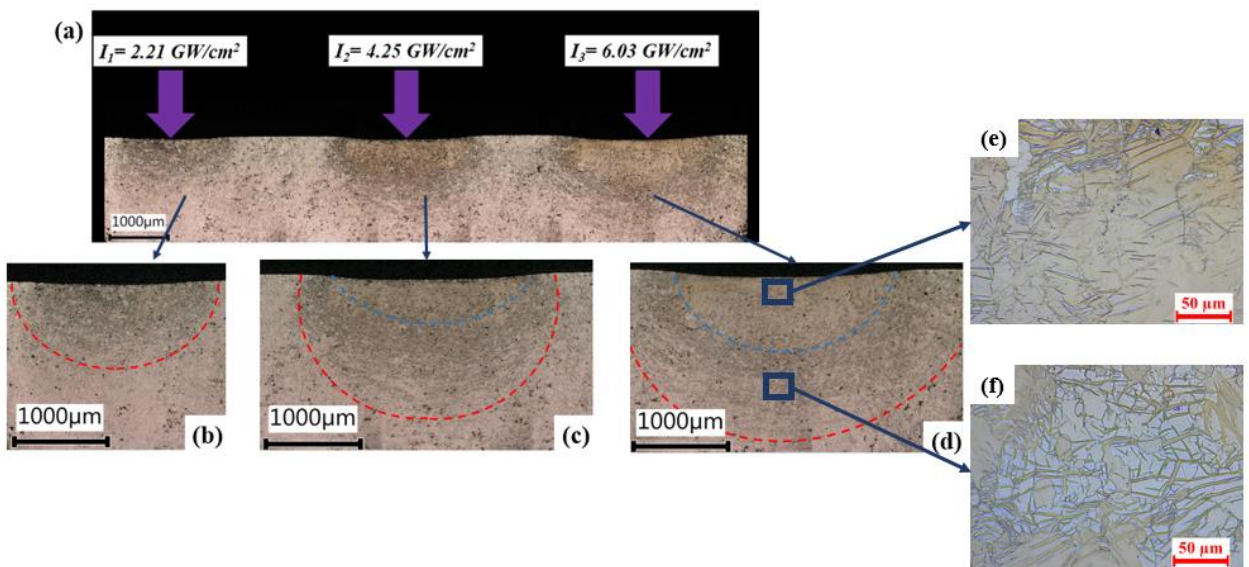 (a)
I₁= 2.21 GW/cm²
I₂= 4.25 GW/cm²
I₃= 6.03 GW/cm²
1000µm
(e)
50 µm
1000µm
(b)
1000µm
(c)
1000µm
(d)
(f)
50 µm